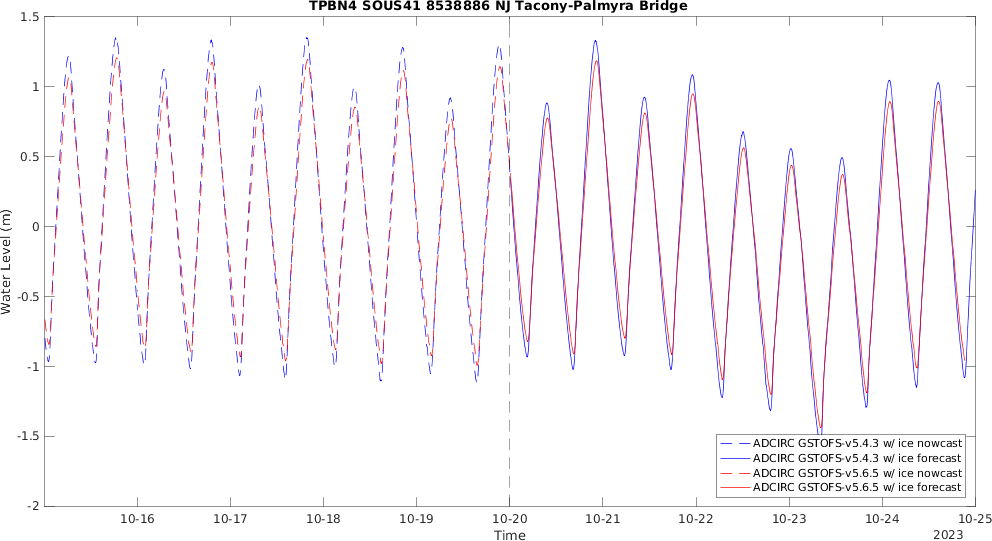 TPBN4 SOUS41 8538886 NJ Tacony-Palmyra Bridge
1.5
1
0.5
0
-0.5
-1
-1.5
-2
Water Level (m)
10-16 10-17 10-18 10-19 10-20 10-21 10-22 10-23 10-24 10-25
Time
2023
ADCIRC GSTOFS-v5.4.3 w/ ice nowcast
ADCIRC GSTOFS-v5.4.3 w/ ice forecast
ADCIRC GSTOFS-v5.6.5 w/ ice nowcast
ADCIRC GSTOFS-v5.6.5 w/ ice forecast